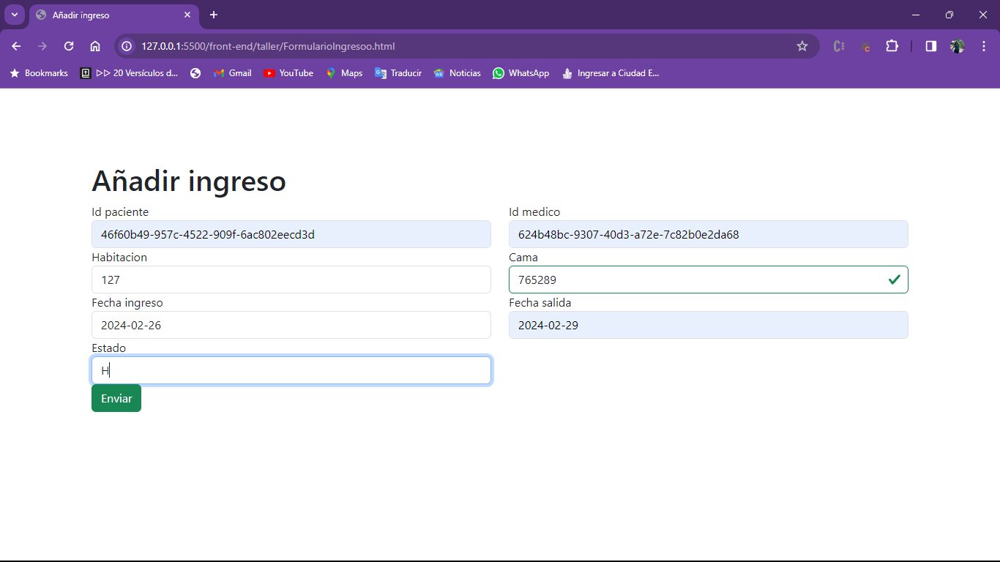 Añadir ingreso
127.0.0.1:5500/front-end/taller/FormularioIngresoo.html
Bookmarks
▷▷ 20 Versículos d...
Gmail
YouTube
Maps
Traducir
Noticias
WhatsApp
Ingresar a Ciudad E...
Añadir ingreso
Id paciente
Id medico
46f60b49-957c-4522-909f-6ac802eecd3d
624b48bc-9307-40d3-a72e-7c82b0e2da68
Habitacion
Cama
127
765289
Fecha ingreso
Fecha salida
2024-02-26
2024-02-29
Estado
H
Enviar